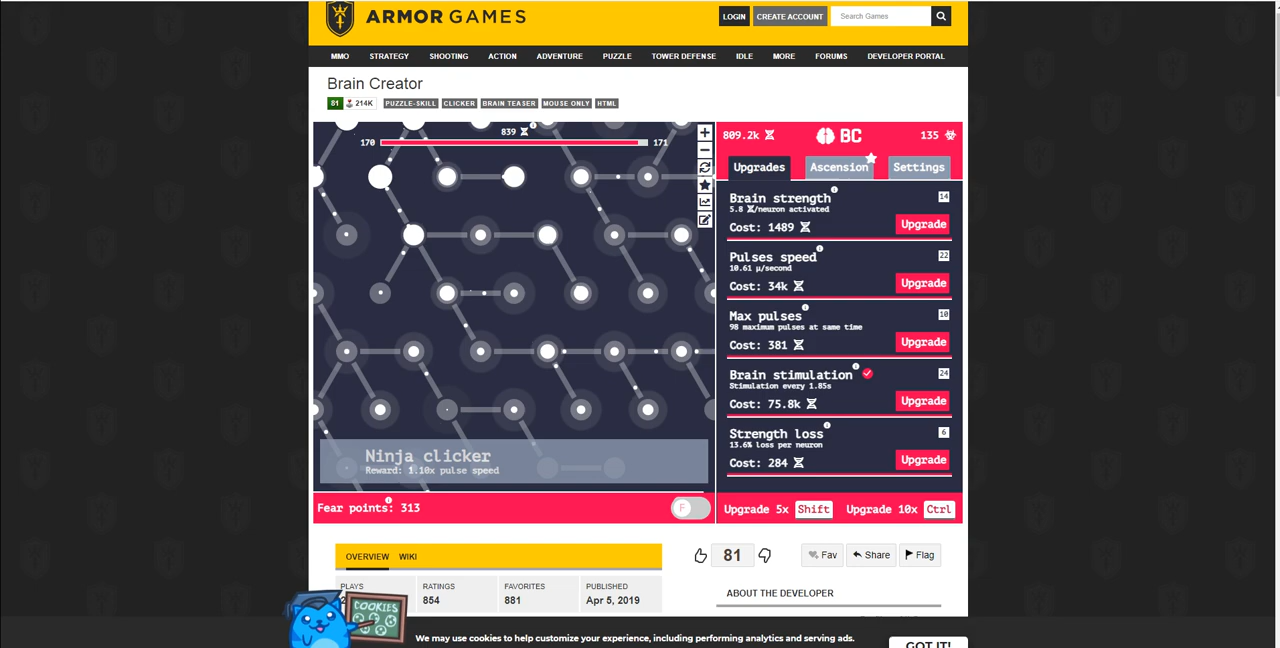 ARMOR GAMES
LOGIN
CREATE ACCOUNT
Search Games
MMO STRATEGY SHOOTING ACTION ADVENTURE PUZZLE TOWER DEFENSE IDLE MORE FORUMS DEVELOPER PORTAL
Brain Creator
81 214K PUZZLE-SKILL CLICKER BRAIN TEASER MOUSE ONLY HTML
839
170 171
Ninja clicker
Reward: 1.10x pulse speed
Fear points: 313
F
809.2k BC 135
Upgrades Ascension Settings
Brain strength 14
5.8 /neuron activated
Cost: 1489 Upgrade
Pulses speed 22
10.61 µ/second
Cost: 34k Upgrade
Max pulses 10
98 maximum pulses at same time
Cost: 381 Upgrade
Brain stimulation 24
Stimulation every 1.85s
Cost: 75.8k Upgrade
Strength loss 6
13.6% loss per neuron
Cost: 284 Upgrade
Upgrade 5x Shift Upgrade 10x Ctrl
OVERVIEW WIKI
81 Fav Share Flag
PLAYS RATINGS FAVORITES PUBLISHED
854 881 Apr 5, 2019
ABOUT THE DEVELOPER
COOKIES
We may use cookies to help customize your experience, including performing analytics and serving ads.
GOT IT!